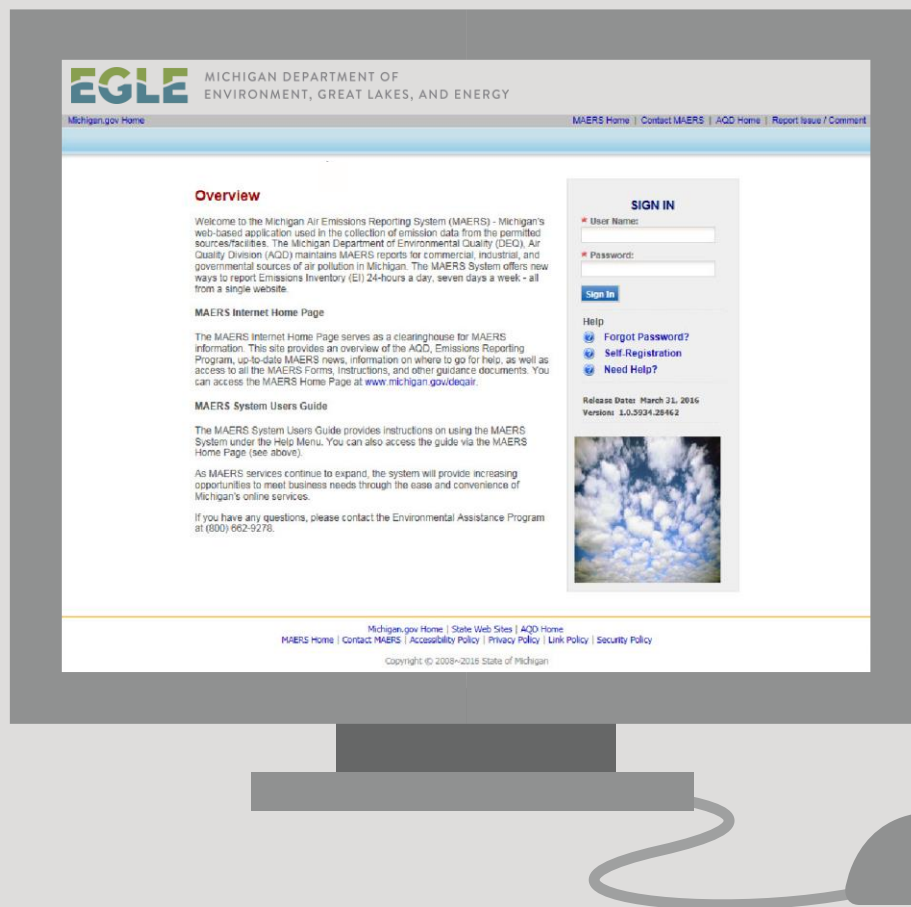 EGLE
MICHIGAN DEPARTMENT OF
ENVIRONMENT, GREAT LAKES, AND ENERGY
Michigan.gov Home
MAERS Home | Contact MAERS | AQD Home | Report Issue / Comment
Overview
Welcome to the Michigan Air Emissions Reporting System (MAERS) - Michigan's
web-based application used in the collection of emission data from the permitted
sources/facilities. The Michigan Department of Environmental Quality (DEQ), Air
Quality Division (AQD) maintains MAERS reports for commercial, industrial, and
governmental sources of air pollution in Michigan. The MAERS System offers new
ways to report Emissions Inventory (EI) 24-hours a day, seven days a week - all
from a single website.
MAERS Internet Home Page
The MAERS Internet Home Page serves as a clearinghouse for MAERS
information. This site provides an overview of the AQD, Emissions Reporting
Program, up-to-date MAERS news, information on where to go for help, as well as
access to all the MAERS Forms, Instructions, and other guidance documents. You
can access the MAERS Home Page at www.michigan.gov/deqair.
MAERS System Users Guide
The MAERS System Users Guide provides instructions on using the MAERS
System under the Help Menu. You can also access the guide via the MAERS
Home Page (see above).
As MAERS services continue to expand, the system will provide increasing
opportunities to meet business needs through the ease and convenience of
Michigan's online services.
If you have any questions, please contact the Environmental Assistance Program
at (800) 662-9278.
SIGN IN
* User Name:
* Password:
Sign In
Help
Forgot Password?
Self-Registration
Need Help?
Release Date: March 31, 2016
Version: 1.0.5934.28462
Michigan.gov Home | State Web Sites | AQD Home
MAERS Home | Contact MAERS | Accessibility Policy | Privacy Policy | Link Policy | Security Policy
Copyright © 2008~2016 State of Michigan